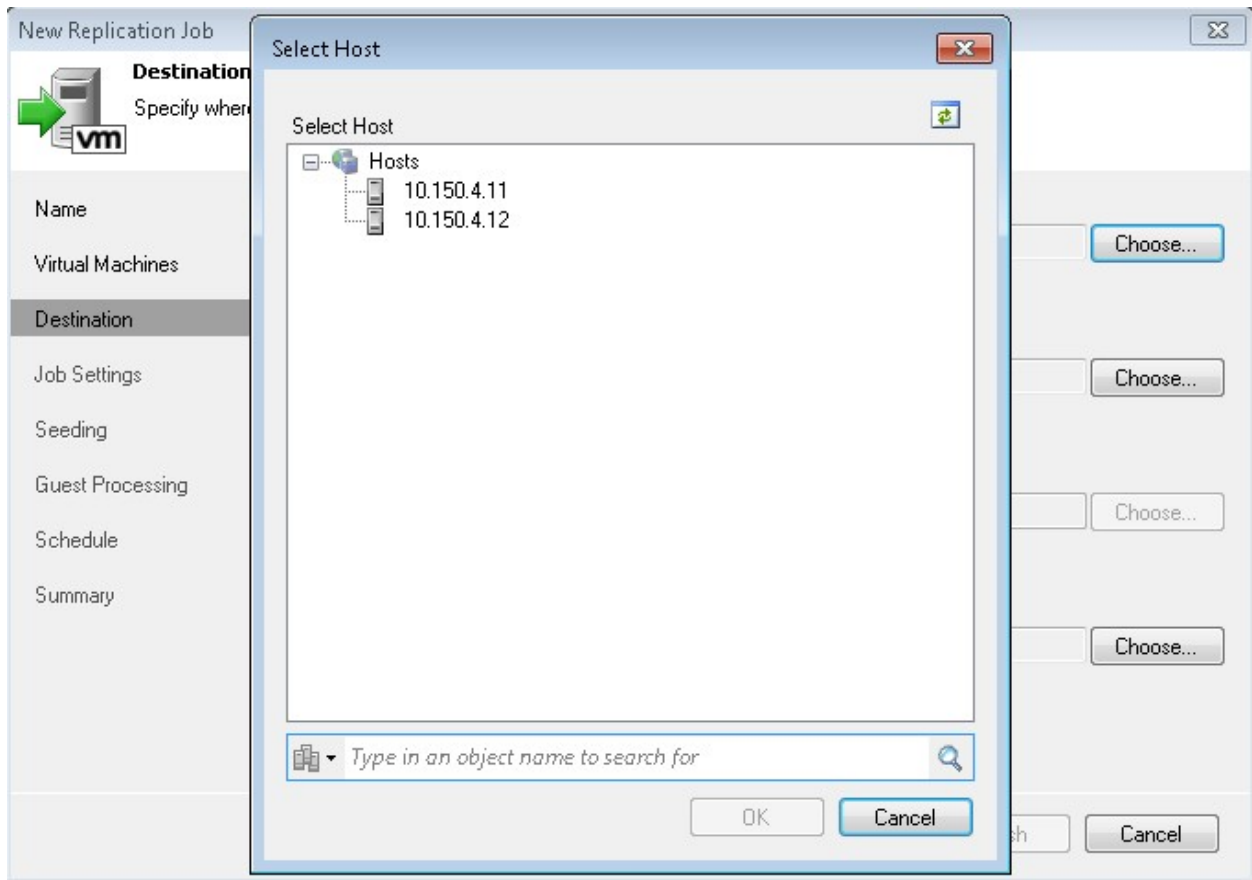 New Replication Job
Destination
Specify where
vm
Name
Virtual Machines
Destination
Job Settings
Seeding
Guest Processing
Schedule
Summary
Select Host
Select Host
Hosts
10.150.4.11
10.150.4.12
Type in an object name to search for
OK
Cancel
Choose...
Choose...
Choose...
Choose...
Cancel